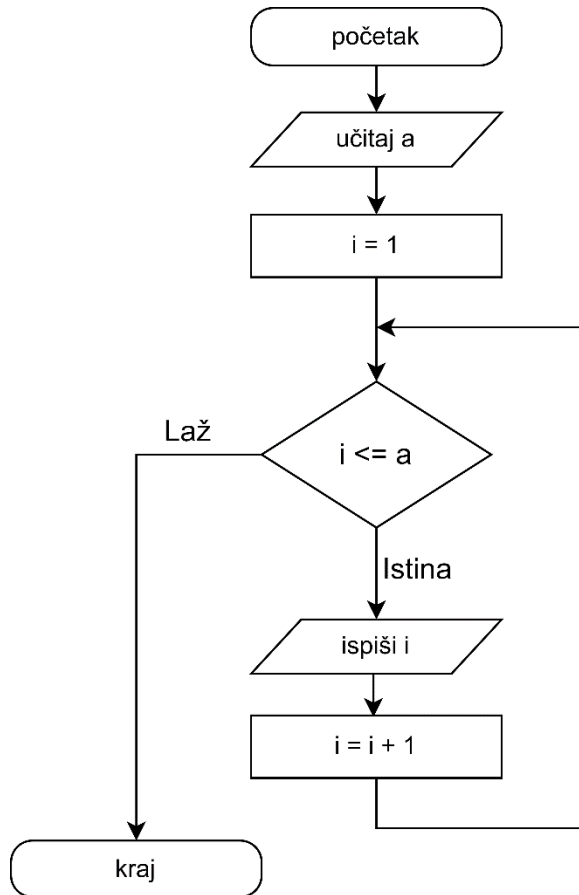 početak
učitaj a
i = 1
i <= a
Laž
Istina
ispiši i
i = i + 1
kraj